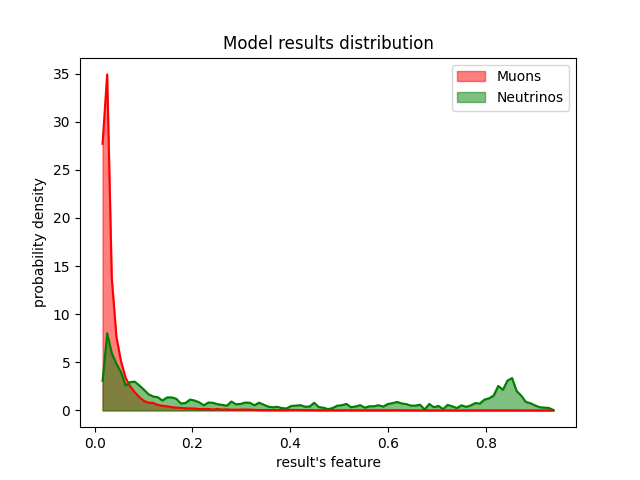 Model results distribution
Muons
Neutrinos
probability density
35
30
25
20
15
10
5
0
0.0 0.2 0.4 0.6 0.8
result's feature